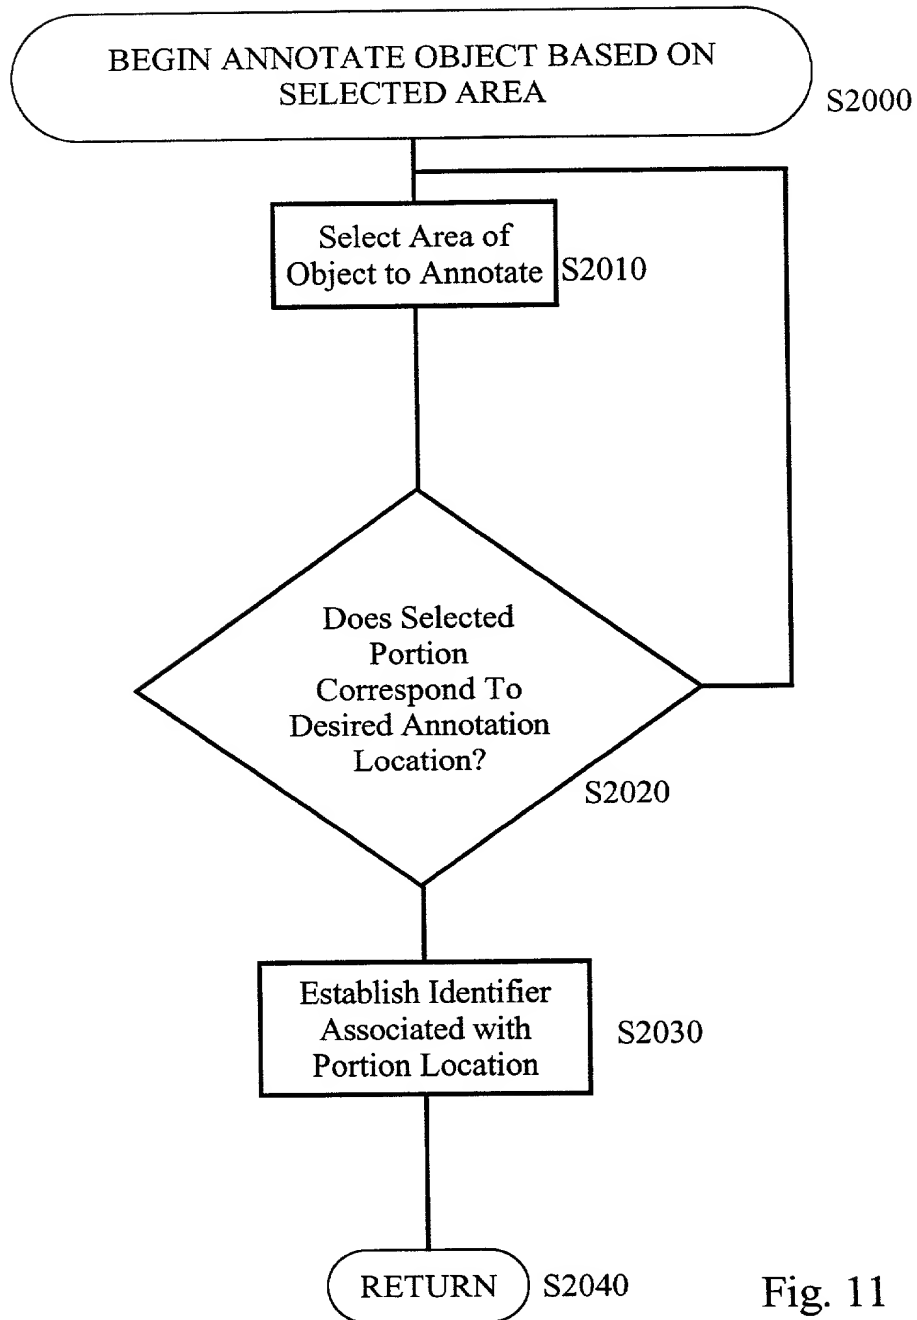 BEGIN ANNOTATE OBJECT BASED ON
SELECTED AREA
S2000
Select Area of
Object to Annotate
S2010
Does Selected
Portion
Correspond To
Desired Annotation
Location?
S2020
Establish Identifier
Associated with
Portion Location
S2030
RETURN
S2040
Fig. 11